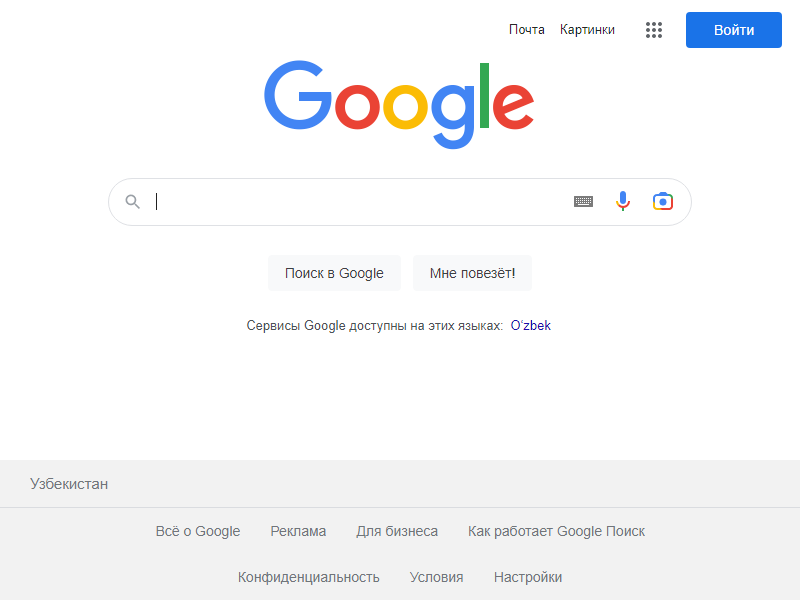 Почта Картинки Войти
Google
Поиск в Google Мне повезёт!
Сервисы Google доступны на этих языках: Oʻzbek
Узбекистан
Всё о Google Реклама Для бизнеса Как работает Google Поиск
Конфиденциальность Условия Настройки